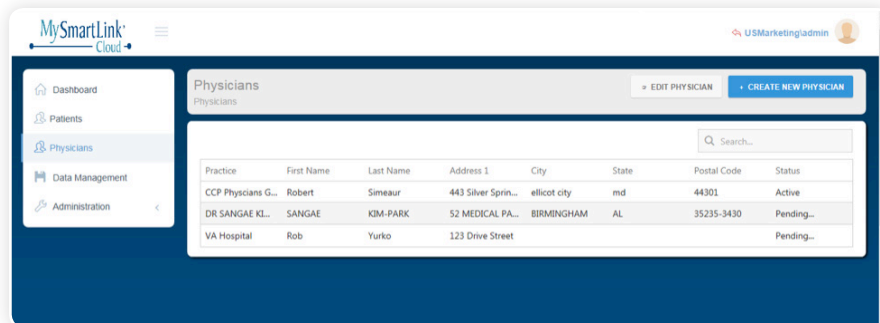 MySmartLink
Cloud
USMarketing\admin
Dashboard
Patients
Physicians
Data Management
Administration
Physicians
Physicians
» EDIT PHYSICIAN
+ CREATE NEW PHYSICIAN
Search...
Practice First Name Last Name Address 1 City State Postal Code Status
CCP Physcians G... Robert Simeaur 443 Silver Sprin... ellicot city md 44301 Active
DR SANGAE KI... SANGAE KIM-PARK 52 MEDICAL PA... BIRMINGHAM AL 35235-3430 Pending...
VA Hospital Rob Yurko 123 Drive Street Pending...